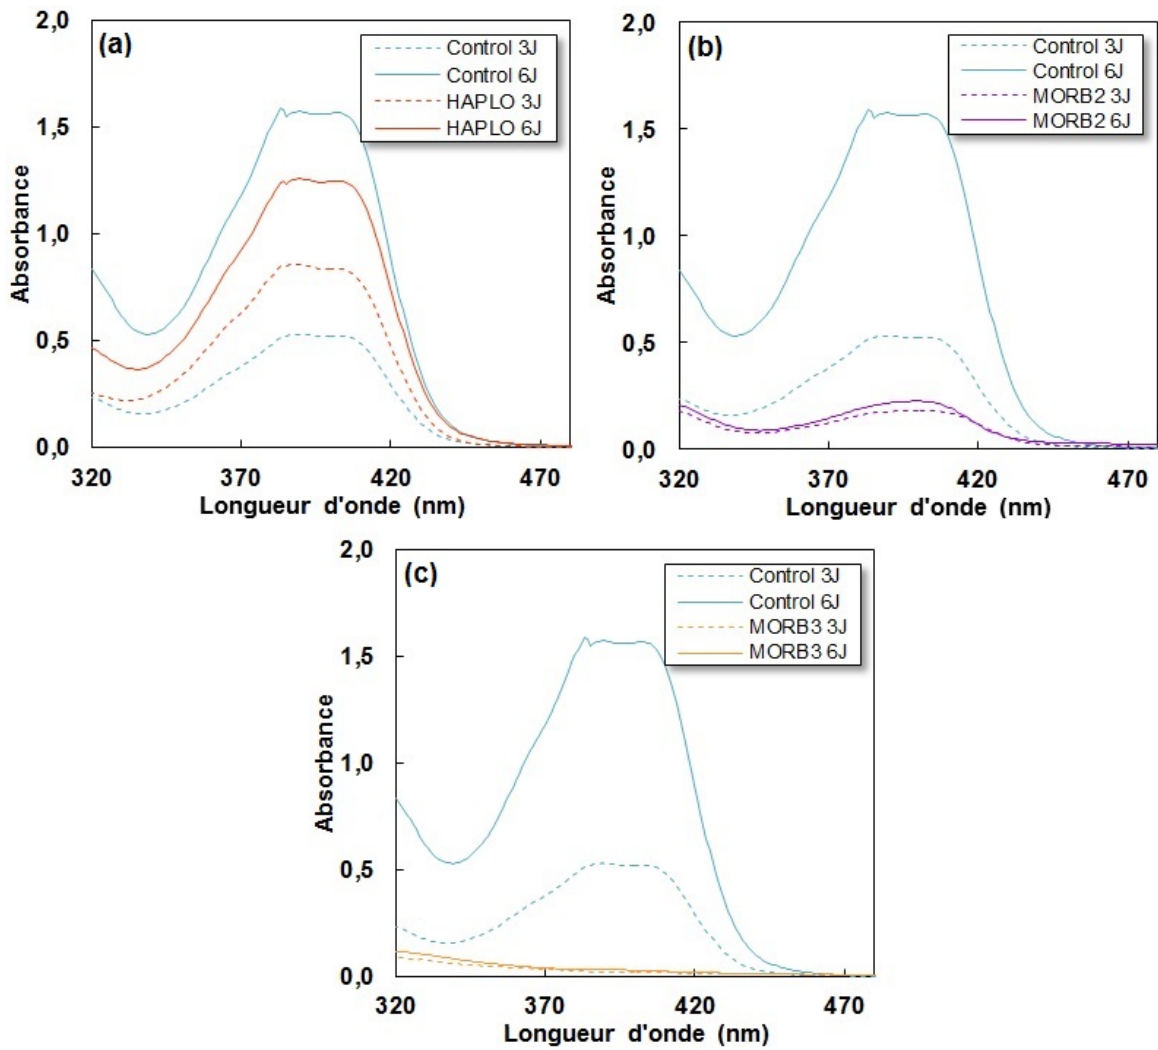 (a)
Control 3J
Control 6J
HAPLO 3J
HAPLO 6J
2,0
1,5
1,0
0,5
0,0
Absorbance
320
370
420
470
Longueur d'onde (nm)
(b)
Control 3J
Control 6J
MORB2 3J
MORB2 6J
2,0
1,5
1,0
0,5
0,0
Absorbance
320
370
420
470
Longueur d'onde (nm)
(c)
Control 3J
Control 6J
MORB3 3J
MORB3 6J
2,0
1,5
1,0
0,5
0,0
Absorbance
320
370
420
470
Longueur d'onde (nm)